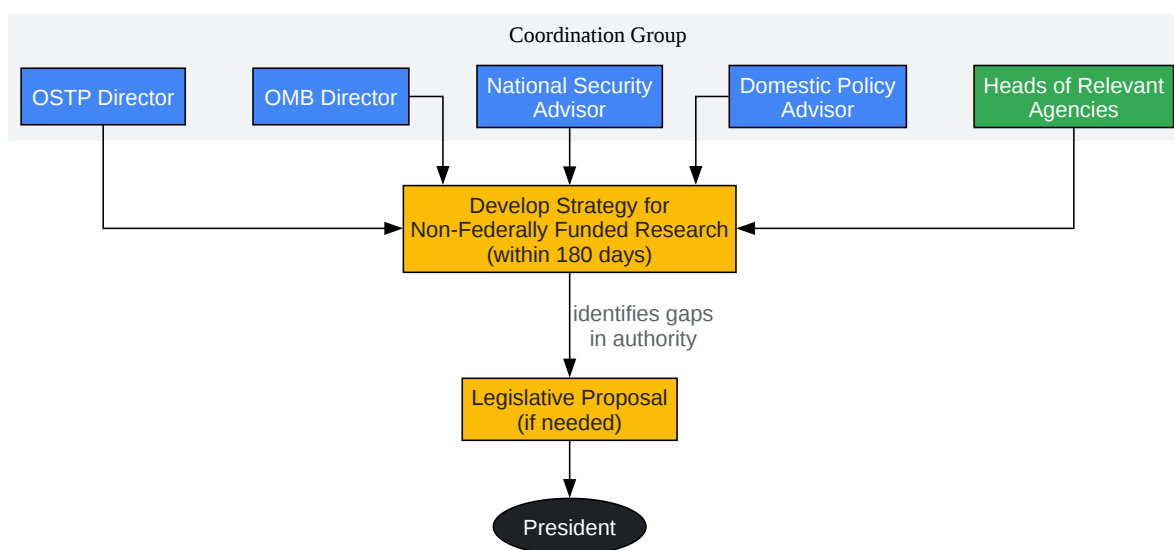 Coordination Group
OSTP Director
OMB Director
National Security
Advisor
Domestic Policy
Advisor
Heads of Relevant
Agencies
Develop Strategy for
Non-Federally Funded Research
(within 180 days)
identifies gaps
in authority
Legislative Proposal
(if needed)
President